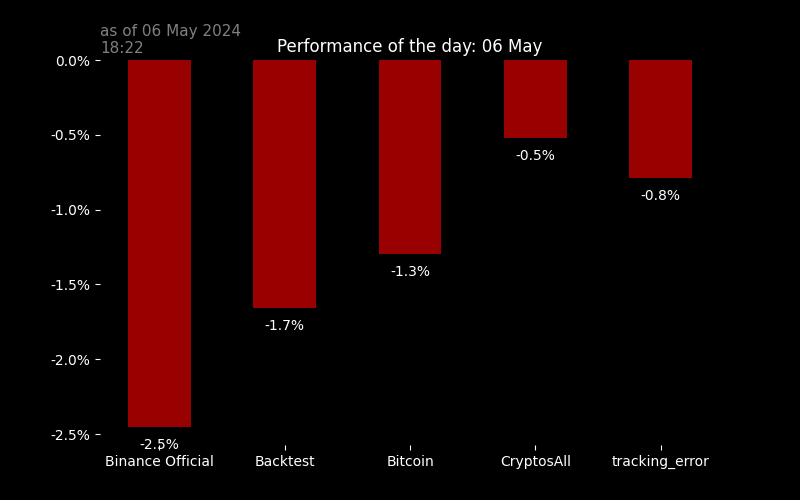 as of 06 May 2024
18:22
Performance of the day: 06 May
0.0%
-0.5%
-1.0%
-1.5%
-2.0%
-2.5%
-2.5%
-1.7%
-1.3%
-0.5%
-0.8%
Binance Official
Backtest
Bitcoin
CryptosAll
tracking_error